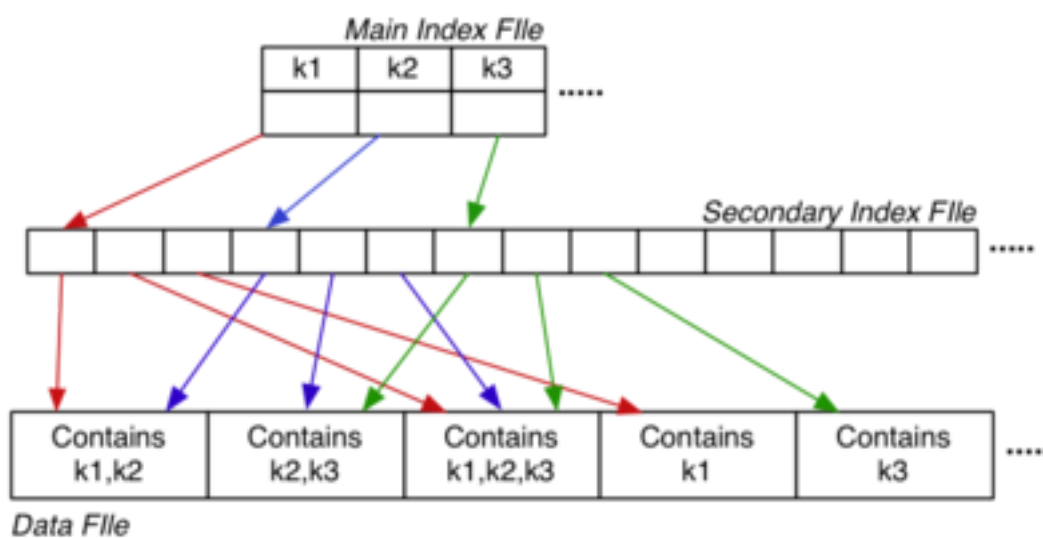 Main Index FIle
k1 k2 k3
.....
Secondary Index FIle
.....
Contains Contains Contains Contains Contains
k1,k2 k2,k3 k1,k2,k3 k1 k3
....
Data FIle